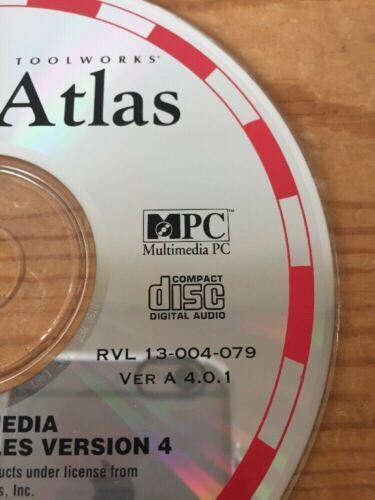 TOOLWORKS®
Atlas
MPC™
Multimedia PC
COMPACT
disc
DIGITAL AUDIO
RVL 13-004-079
VER A 4.0.1
EDIA
LES VERSION 4
ucts under license from
s, Inc.